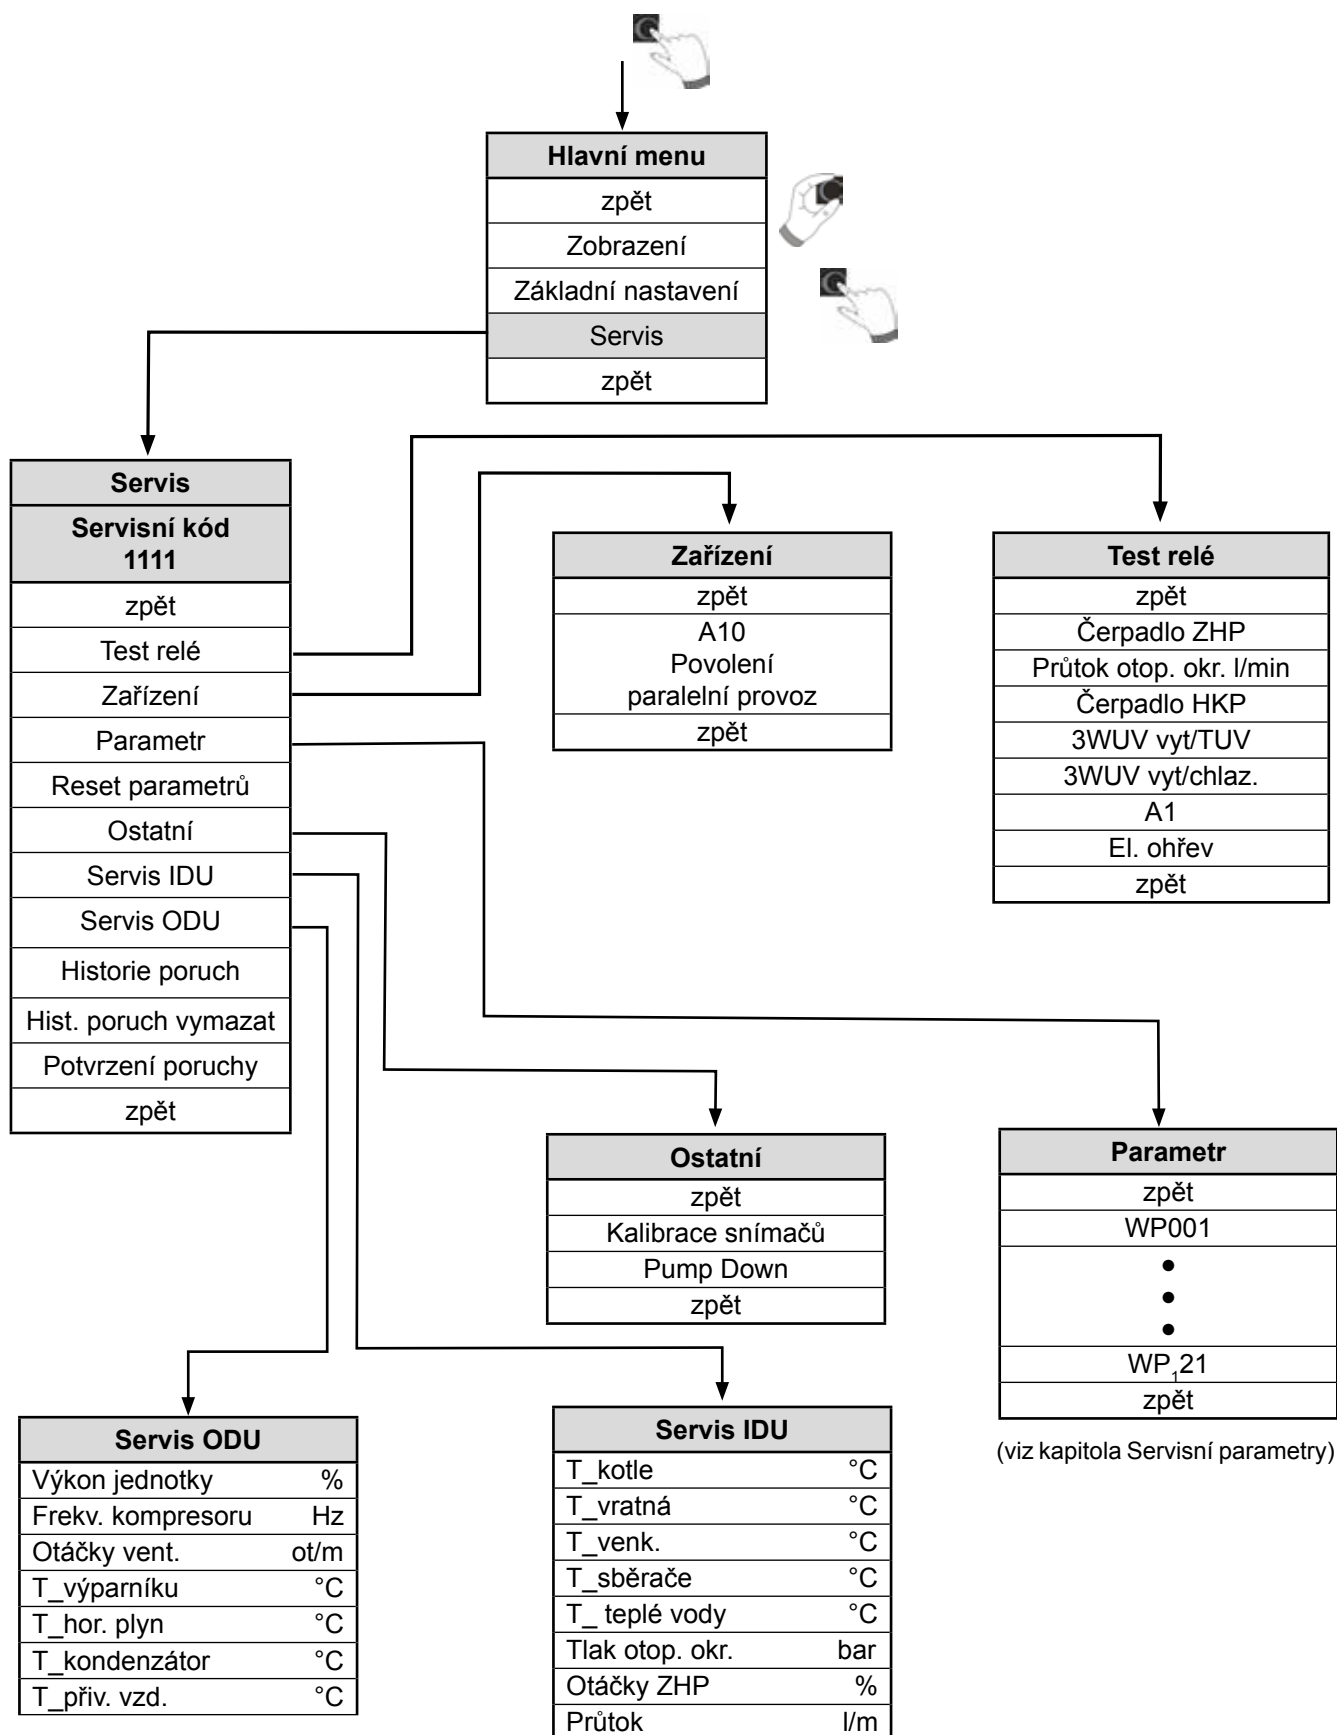 Hlavní menu
zpět
Zobrazení
Základní nastavení
Servis
zpět
Servis
Servisní kód
1111
zpět
Test relé
Zařízení
Parametr
Reset parametrů
Ostatní
Servis IDU
Servis ODU
Historie poruch
Hist. poruch vymazat
Potvrzení poruchy
zpět
Zařízení
zpět
A10
Povolení
paralelní provoz
zpět
Test relé
zpět
Čerpadlo ZHP
Průtok otop. okr. l/min
Čerpadlo HKP
3WUV vyt/TUV
3WUV vyt/chlaz.
A1
El. ohřev
zpět
Ostatní
zpět
Kalibrace snímačů
Pump Down
zpět
Parametr
zpět
WP001
•
•
•
WP121
zpět
(viz kapitola Servisní parametry)
Servis ODU
Výkon jednotky %
Frekv. kompresoru Hz
Otáčky vent. ot/m
T_výparníku °C
T_hor. plyn °C
T_kondenzátor °C
T_přiv. vzd. °C
Servis IDU
T_kotle °C
T_vratná °C
T_venk. °C
T_sběrače °C
T_ teplé vody °C
Tlak otop. okr. bar
Otáčky ZHP %
Průtok l/m